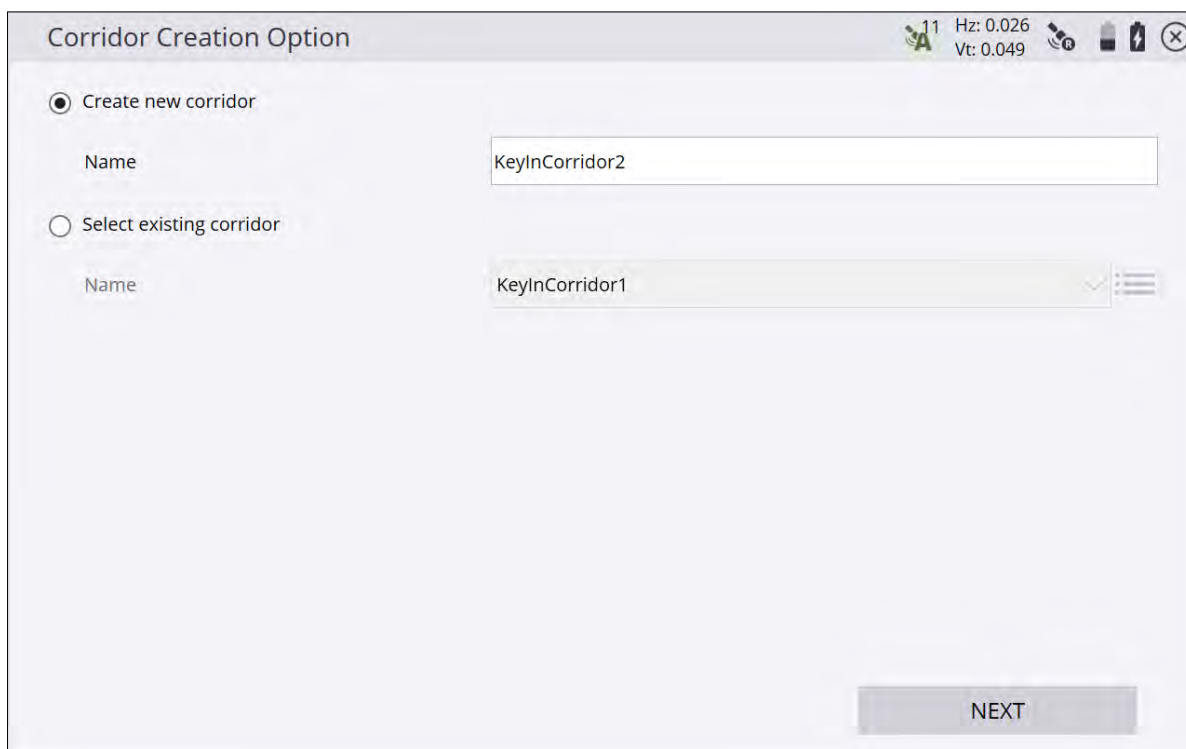 Corridor Creation Option
11
Hz: 0.026
Vt: 0.049
A
R
Create new corridor
Name
KeyInCorridor2
Select existing corridor
Name
KeyInCorridor1
NEXT